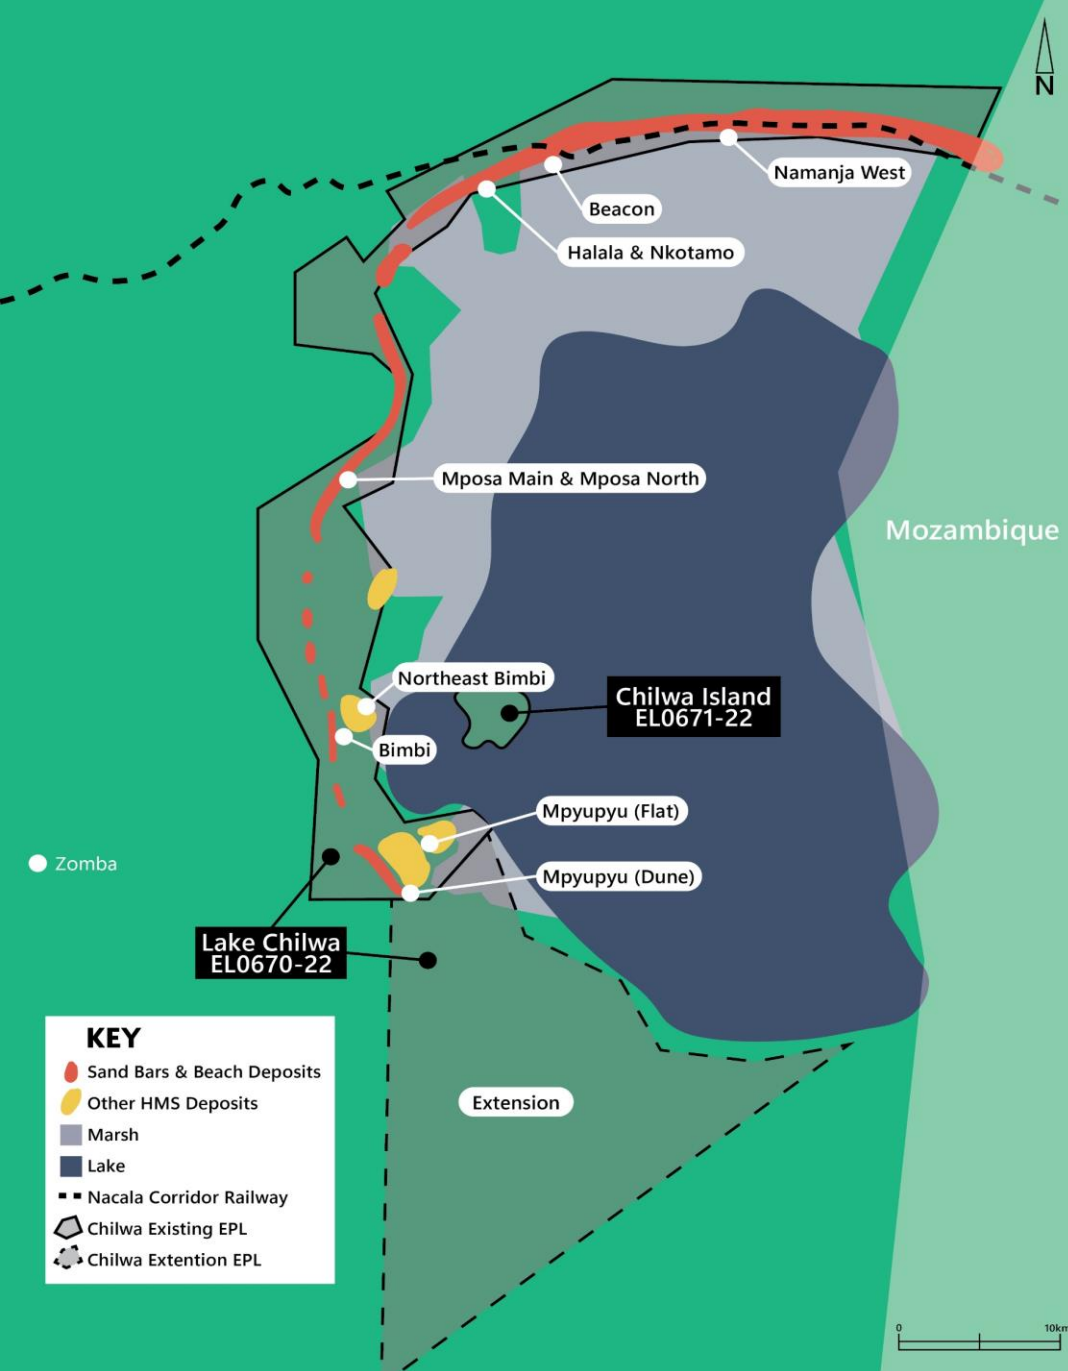 N
Namanja West
Beacon
Halala & Nkotamo
Mposa Main & Mposa North
Mozambique
Northeast Bimbi
Chilwa Island
EL0671-22
Bimbi
Mpyupyu (Flat)
Zomba
Mpyupyu (Dune)
Lake Chilwa
EL0670-22
KEY
Sand Bars & Beach Deposits
Other HMS Deposits
Marsh
Lake
Nacala Corridor Railway
Chilwa Existing EPL
Chilwa Extention EPL
Extension
0 10km